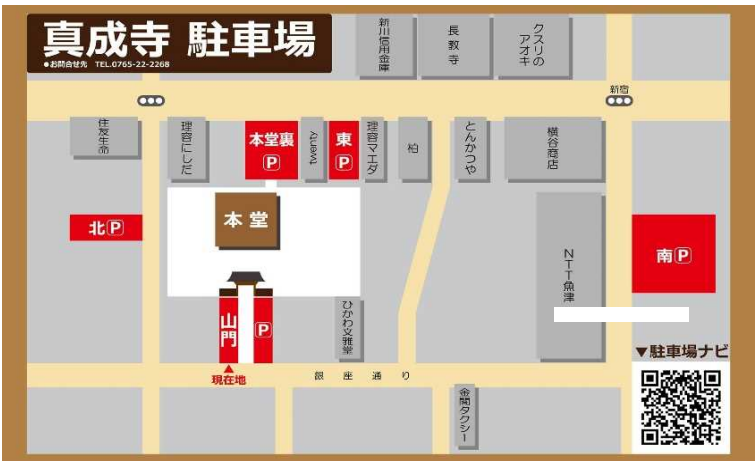 真成寺 駐車場
●お問合せ先 TEL.0765-22-2268
新川信用金庫
長教寺
クスリのアオキ
新宿
住友生命
理容にしだ
本堂裏
P
twenty
東
P
理容マエダ
柏
とんかつや
横谷商店
北P
本堂
NTT魚津
南P
山門
P
ひかわ文雅堂
▼駐車場ナビ
現在地
銀座通り
金閣タクシー